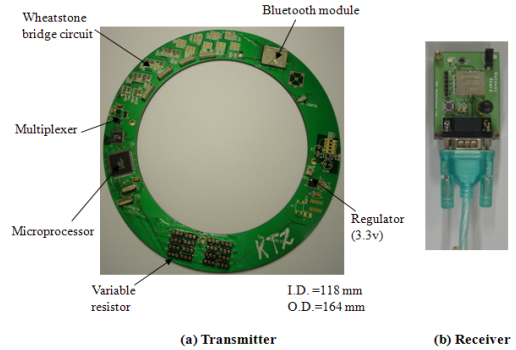 Wheatstone
bridge circuit
Bluetooth module
Multiplexer
Microprocessor
Regulator
(3.3v)
Variable
resistor
KTZ
I.D. =118 mm
O.D.=164 mm
(a) Transmitter
(b) Receiver